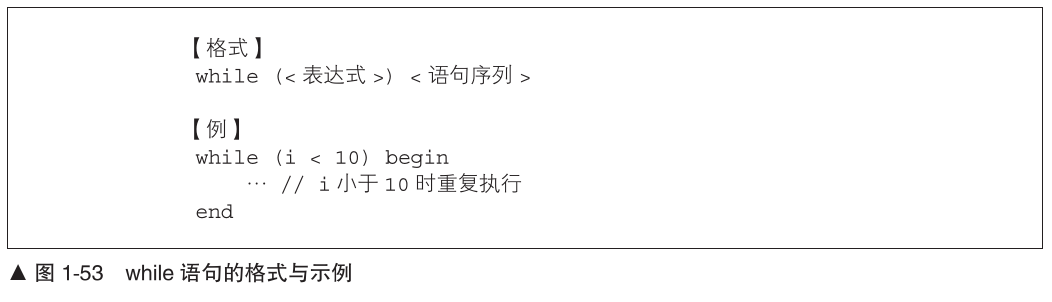 【格式】
while (<表达式>) <语句序列>
【例】
while (i < 10) begin
… // i 小于 10 时重复执行
end
▲ 图 1-53 while 语句的格式与示例